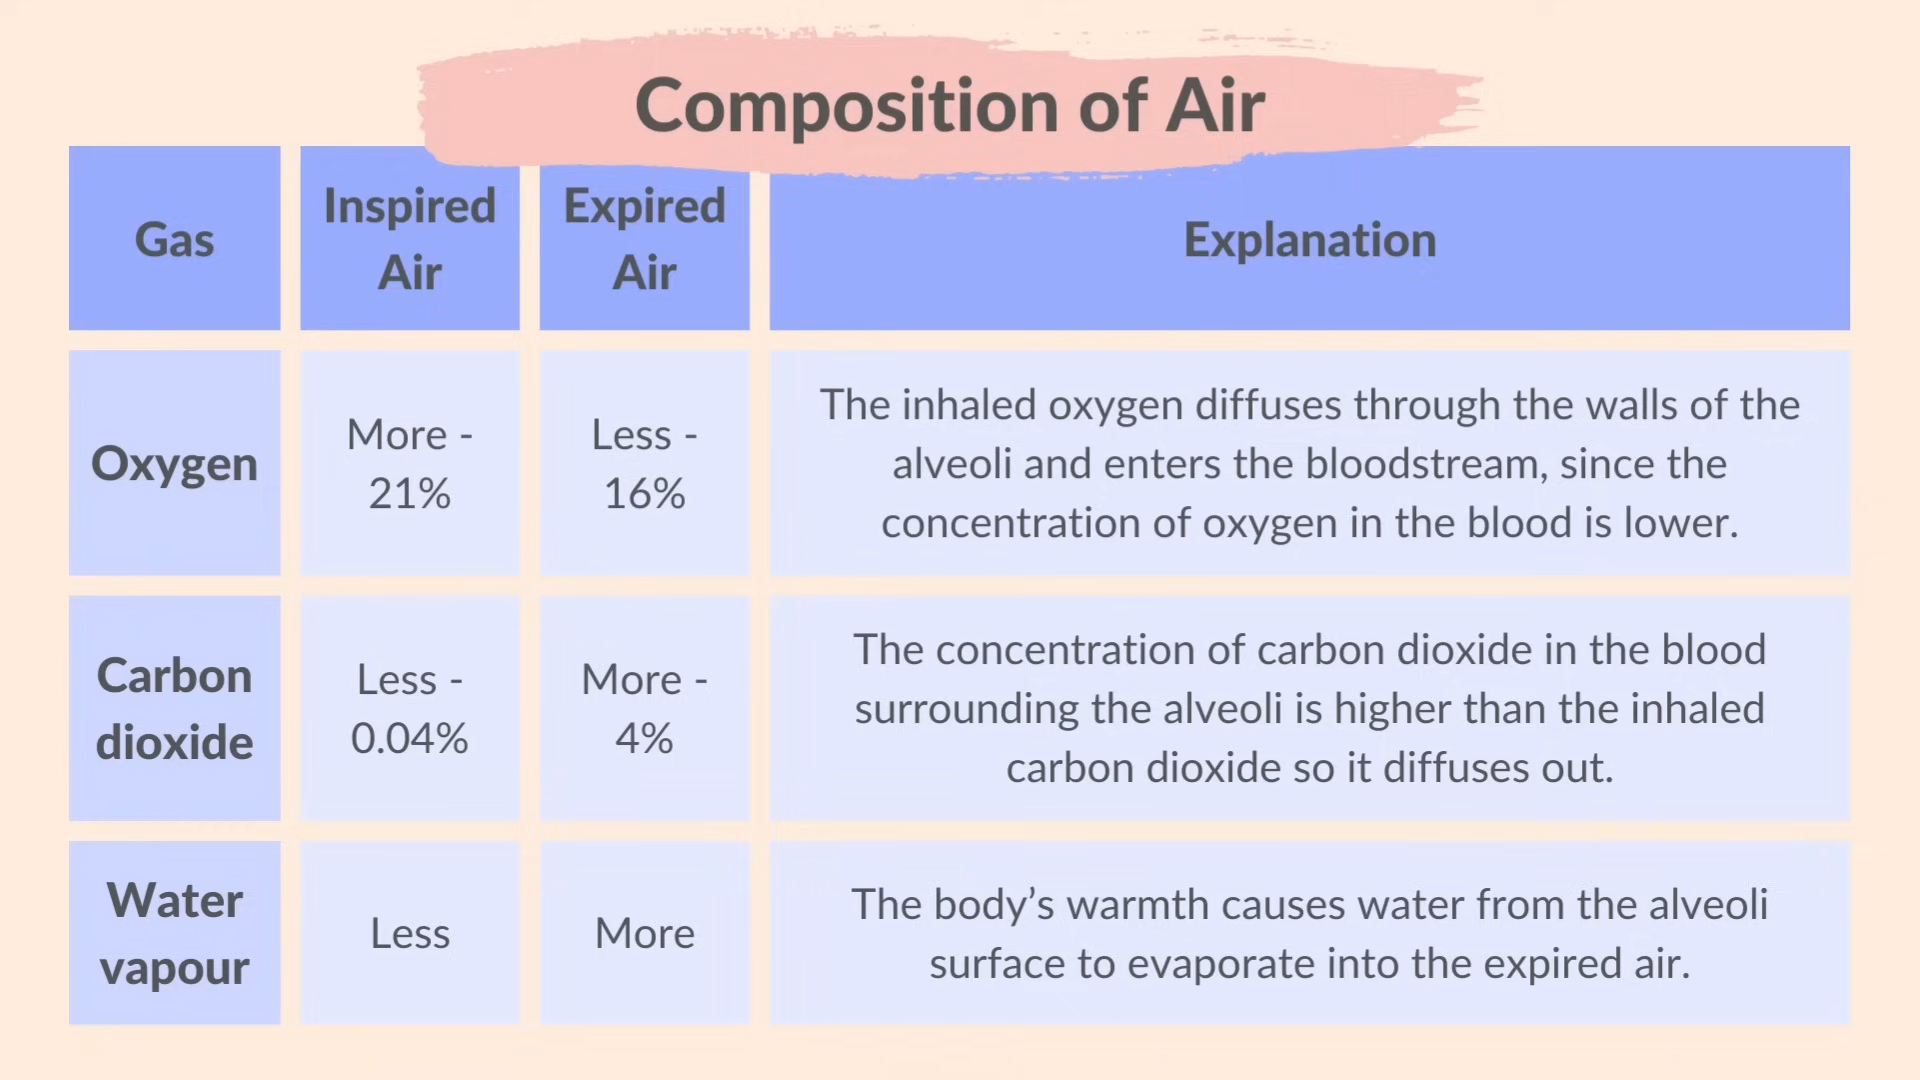 Composition of Air
Gas
Inspired
Air
Expired
Air
Explanation
Oxygen
More -
21%
Less -
16%
The inhaled oxygen diffuses through the walls of the
alveoli and enters the bloodstream, since the
concentration of oxygen in the blood is lower.
Carbon
dioxide
Less -
0.04%
More -
4%
The concentration of carbon dioxide in the blood
surrounding the alveoli is higher than the inhaled
carbon dioxide so it diffuses out.
Water
vapour
Less
More
The body’s warmth causes water from the alveoli
surface to evaporate into the expired air.